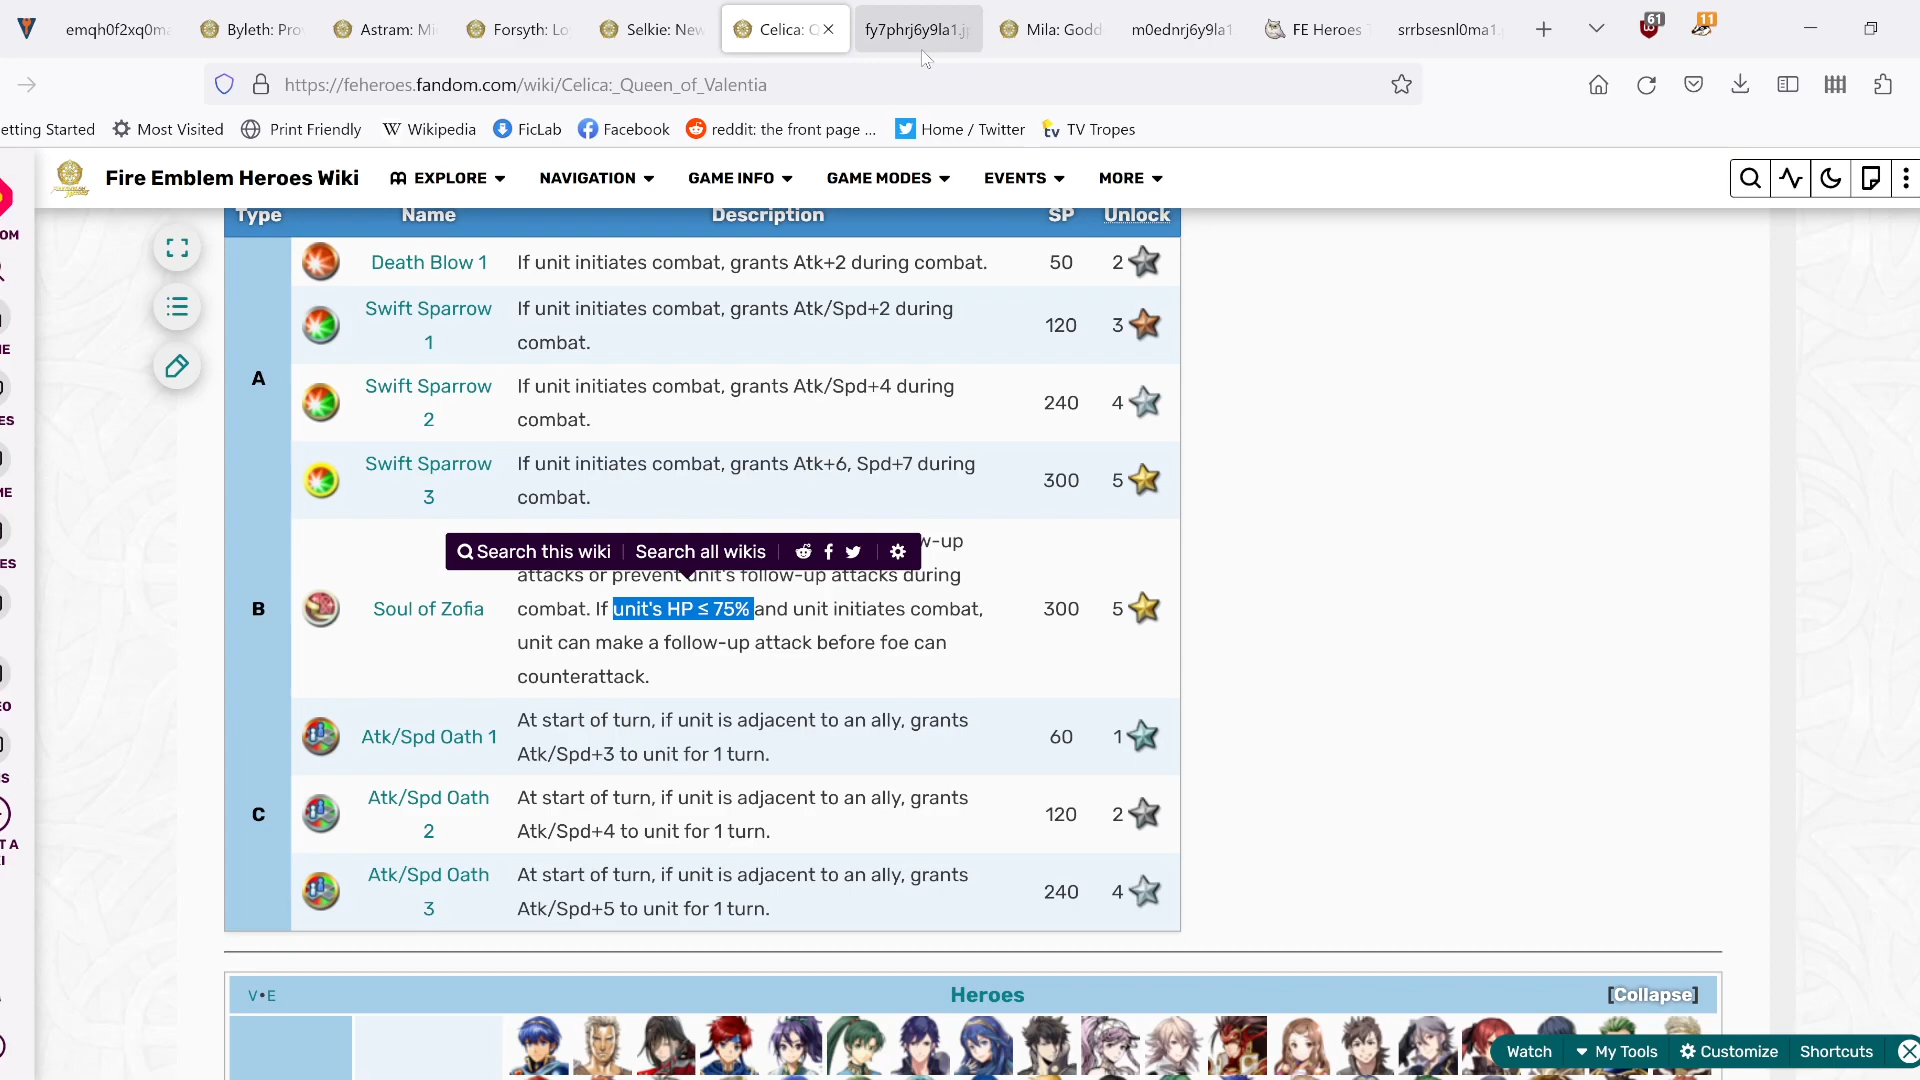 emqh0f2xq0ma
Byleth: Pro
Astram: Mi
Forsyth: Lo
Selkie: New
Celica: Q
fy7phrj6y9la1.j
Mila: Godd
m0ednrj6y9la1
FE Heroes
srrbsesnl0ma1.
61
11
https://feheroes.fandom.com/wiki/Celica:_Queen_of_Valentia
etting Started
Most Visited
Print Friendly
Wikipedia
FicLab
Facebook
reddit: the front page ...
Home / Twitter
TV Tropes
Fire Emblem Heroes Wiki
EXPLORE
NAVIGATION
GAME INFO
GAME MODES
EVENTS
MORE
Type Name Description SP Unlock
A
Death Blow 1
If unit initiates combat, grants Atk+2 during combat.
50
2
Swift Sparrow
1
If unit initiates combat, grants Atk/Spd+2 during
combat.
120
3
Swift Sparrow
2
If unit initiates combat, grants Atk/Spd+4 during
combat.
240
4
Swift Sparrow
3
If unit initiates combat, grants Atk+6, Spd+7 during
combat.
300
5
Search this wiki
Search all wikis
B
Soul of Zofia
w-up
attacks or prevent unit's follow-up attacks during
combat. If unit's HP ≤ 75% and unit initiates combat,
unit can make a follow-up attack before foe can
counterattack.
300
5
C
Atk/Spd Oath 1
At start of turn, if unit is adjacent to an ally, grants
Atk/Spd+3 to unit for 1 turn.
60
1
Atk/Spd Oath
2
At start of turn, if unit is adjacent to an ally, grants
Atk/Spd+4 to unit for 1 turn.
120
2
Atk/Spd Oath
3
At start of turn, if unit is adjacent to an ally, grants
Atk/Spd+5 to unit for 1 turn.
240
4
V•E
Heroes
[Collapse]
Watch
My Tools
Customize
Shortcuts